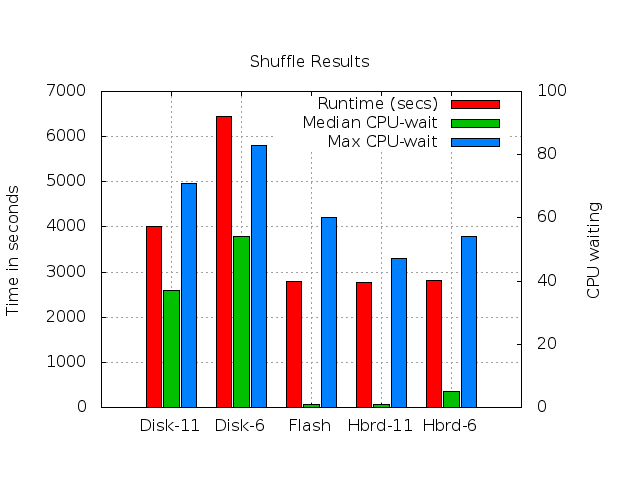 Shuffle Results
Runtime (secs)
Median CPU-wait
Max CPU-wait
Time in seconds
7000
6000
5000
4000
3000
2000
1000
0
CPU waiting
100
80
60
40
20
0
Disk-11 Disk-6 Flash Hbrd-11 Hbrd-6